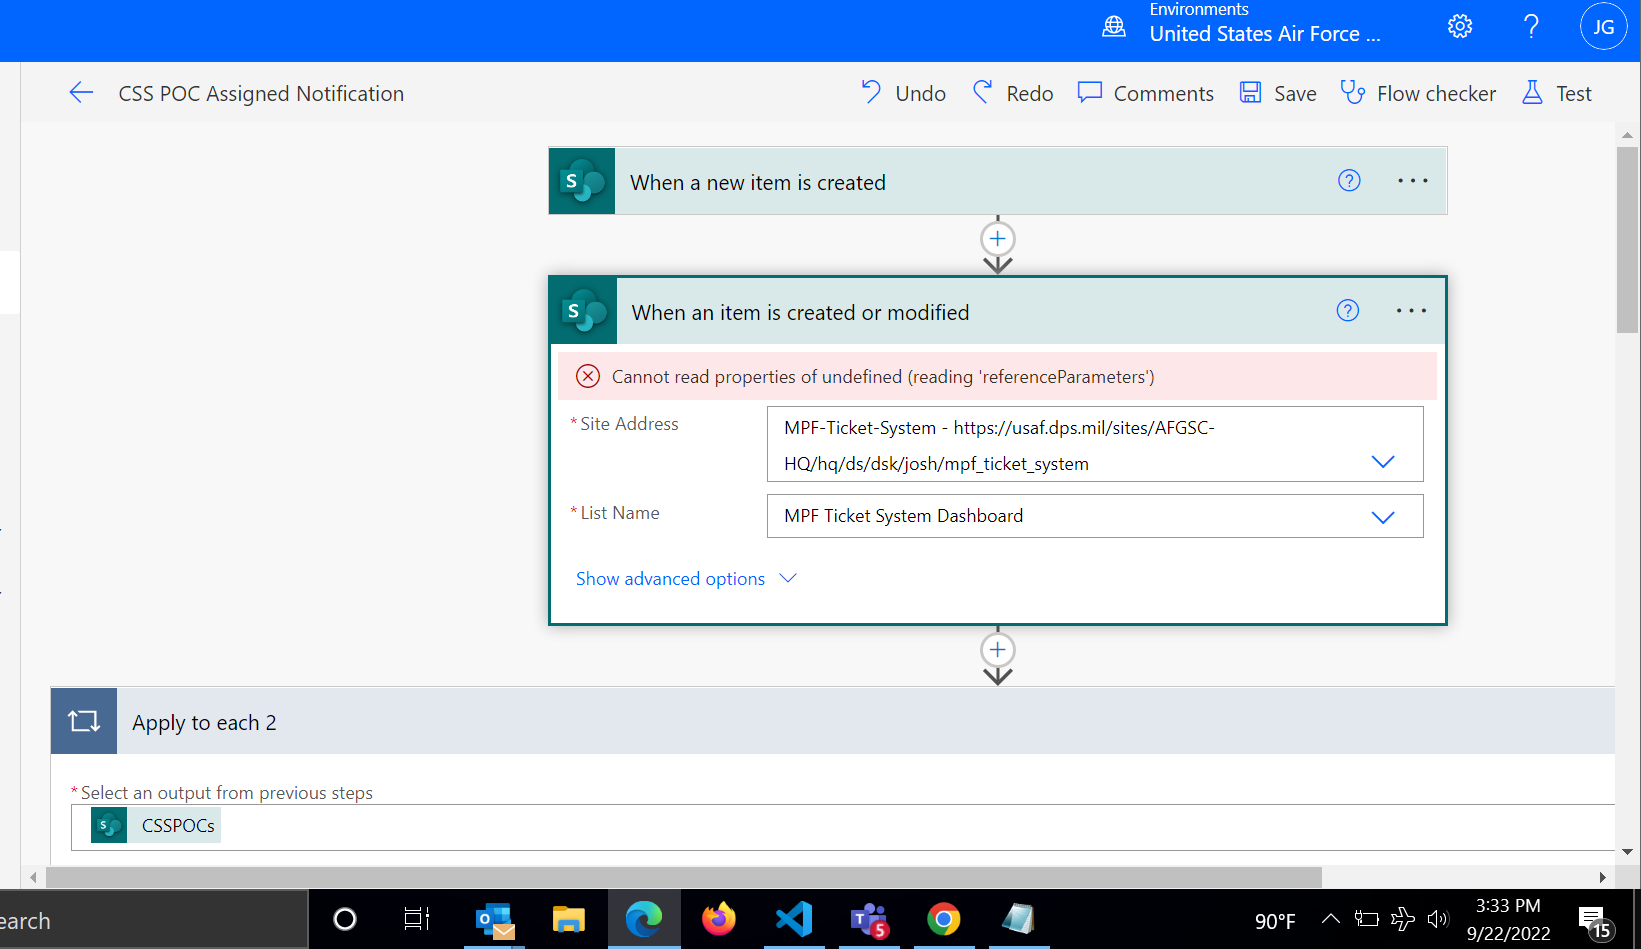 Environments
United States Air Force ...
JG
CSS POC Assigned Notification
Undo
Redo
Comments
Save
Flow checker
Test
S
When a new item is created
?
...
S
When an item is created or modified
?
...
Cannot read properties of undefined (reading 'referenceParameters')
*Site Address
MPF-Ticket-System - https://usaf.dps.mil/sites/AFGSC-
HQ/hq/ds/dsk/josh/mpf_ticket_system
*List Name
MPF Ticket System Dashboard
Show advanced options
Apply to each 2
*Select an output from previous steps
S
CSSPOCs
earch
5
90°F
3:33 PM
9/22/2022
15